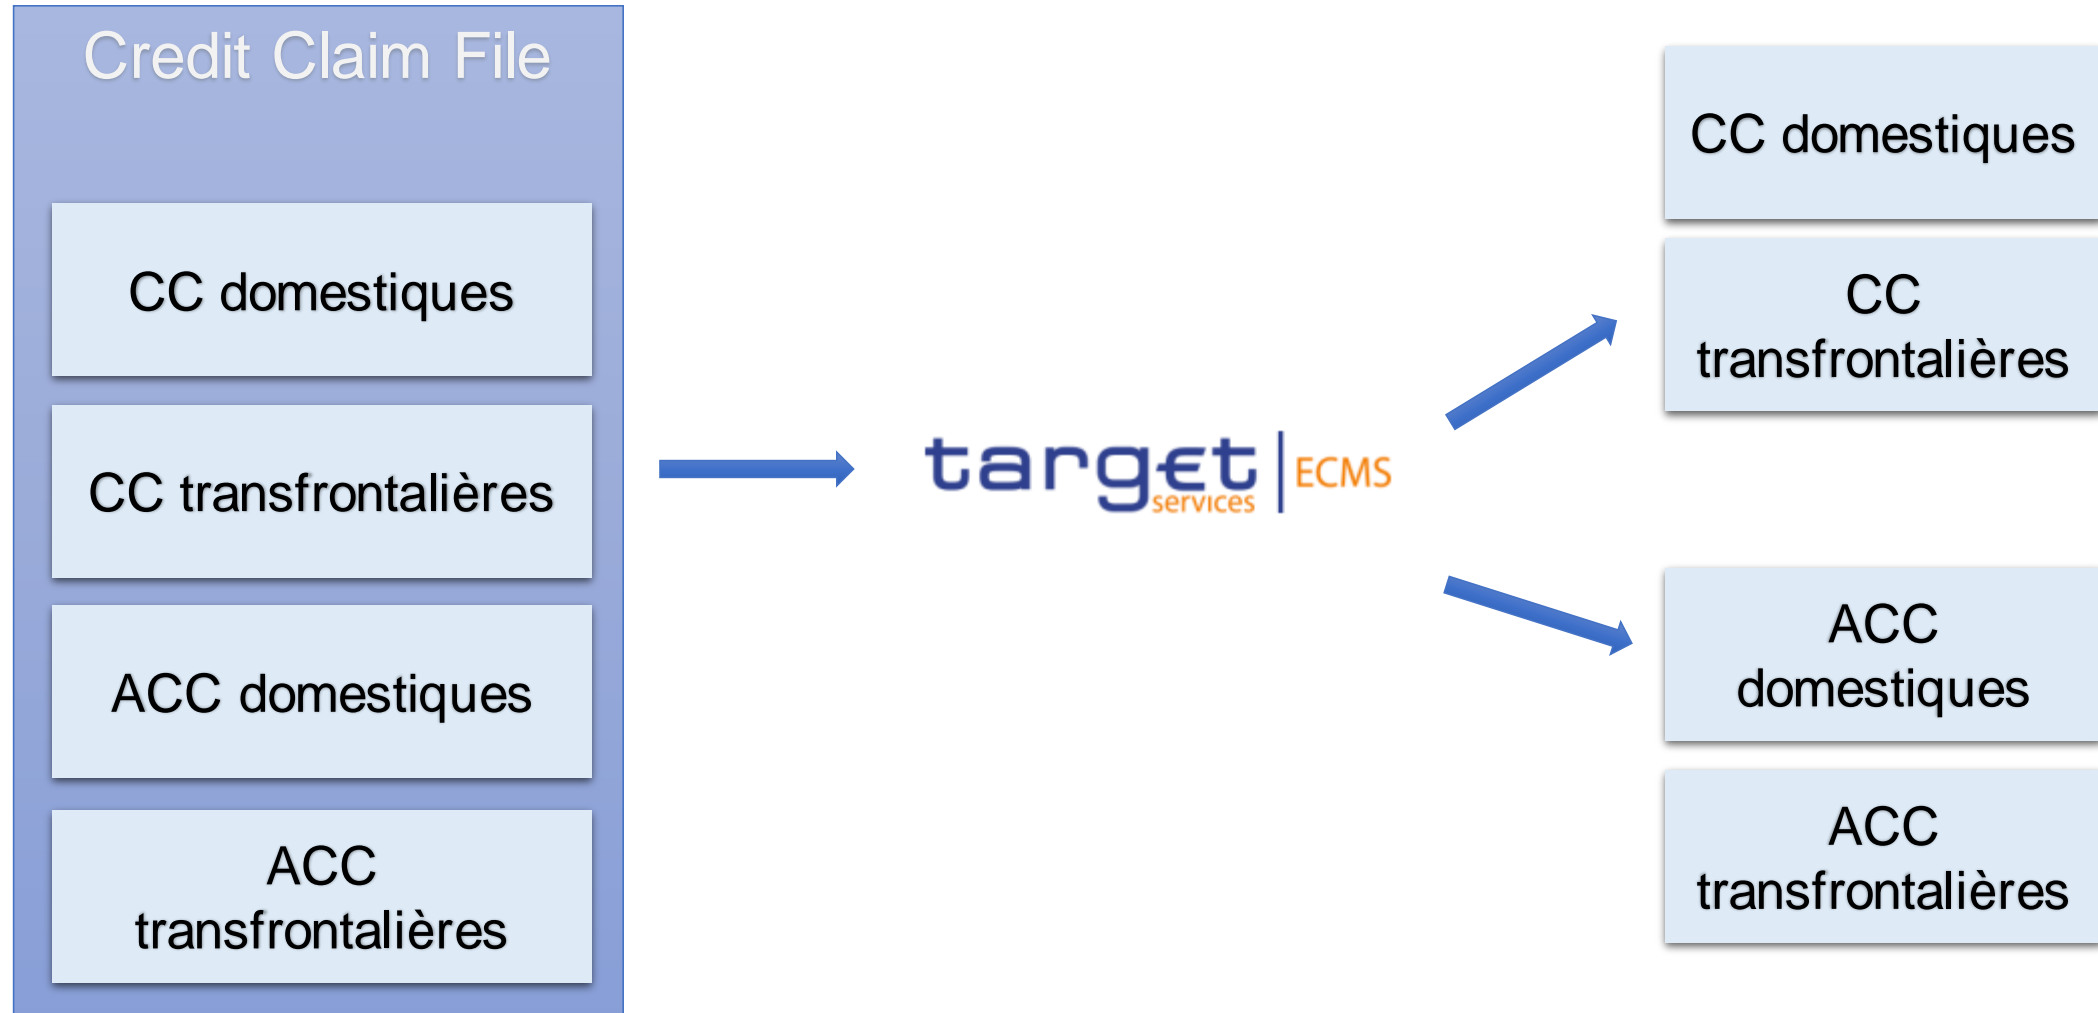 Credit Claim File
CC domestiques
CC transfrontalières
ACC domestiques
ACC
transfrontalières
target
services
ECMS
CC domestiques
CC
transfrontalières
ACC
domestiques
ACC
transfrontalières